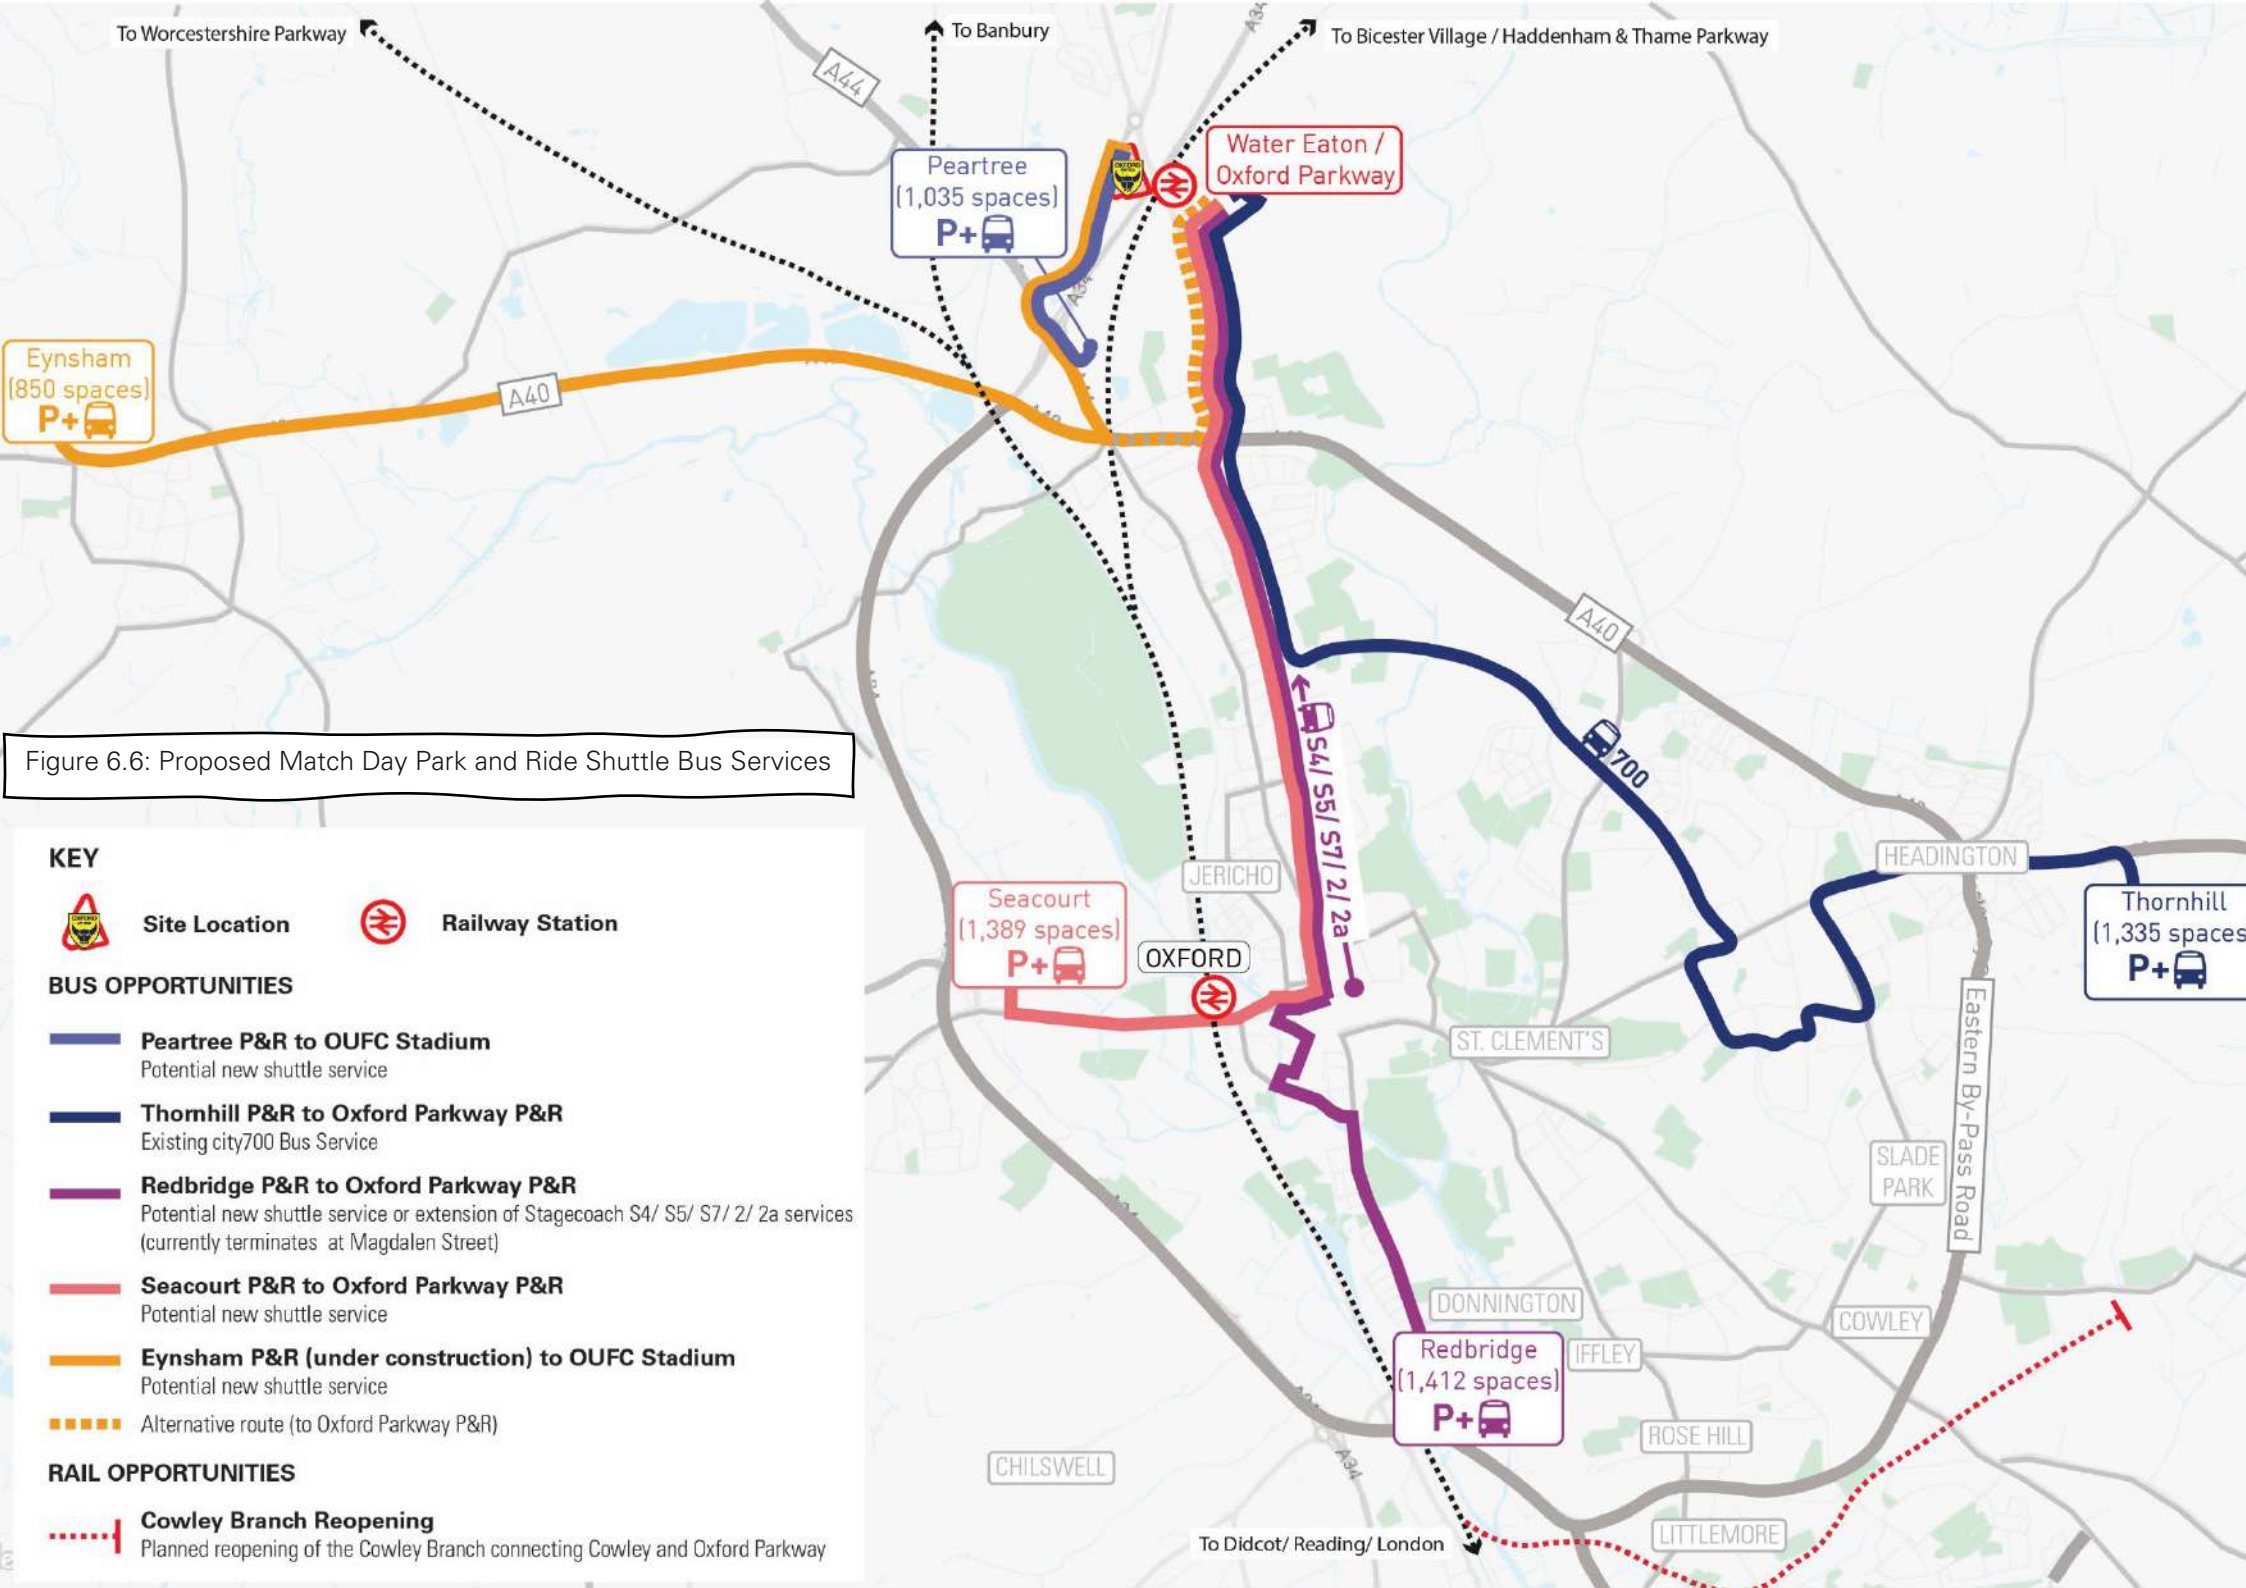 To Worcestershire Parkway
To Banbury
To Bicester Village / Haddenham & Thame Parkway
A34
A44
Water Eaton /
Oxford Parkway
Peartree
(1,035 spaces)
P+
A34
Eynsham
(850 spaces)
P+
A40
A40
A44
A40
A34
S4/ S5/ S7/ 2/ 2a
700
Figure 6.6: Proposed Match Day Park and Ride Shuttle Bus Services
HEADINGTON
JERICHO
Thornhill
(1,335 spaces
P+
Seacourt
(1,389 spaces)
P+
OXFORD
ST. CLEMENT'S
Eastern By-Pass Road
SLADE
PARK
A34
DONNINGTON
COWLEY
IFFLEY
Redbridge
(1,412 spaces)
P+
ROSE HILL
CHILSWELL
A34
LITTLEMORE
To Didcot/ Reading/ London
KEY
Site Location
Railway Station
BUS OPPORTUNITIES
Peartree P&R to OUFC Stadium
Potential new shuttle service
Thornhill P&R to Oxford Parkway P&R
Existing city700 Bus Service
Redbridge P&R to Oxford Parkway P&R
Potential new shuttle service or extension of Stagecoach S4/ S5/ S7/ 2/ 2a services
(currently terminates at Magdalen Street)
Seacourt P&R to Oxford Parkway P&R
Potential new shuttle service
Eynsham P&R (under construction) to OUFC Stadium
Potential new shuttle service
Alternative route (to Oxford Parkway P&R)
RAIL OPPORTUNITIES
Cowley Branch Reopening
Planned reopening of the Cowley Branch connecting Cowley and Oxford Parkway